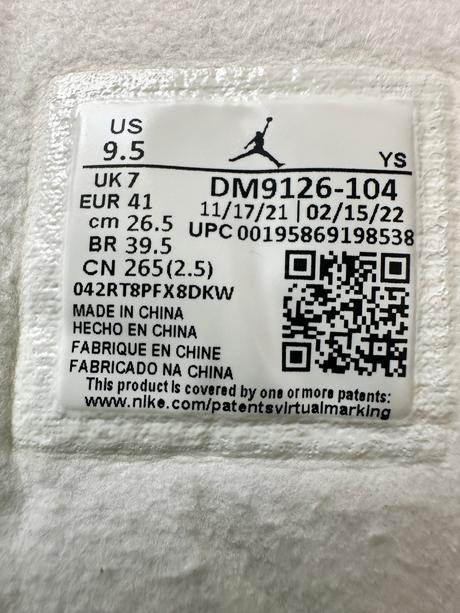 US
9.5
YS
UK 7
DM9126-104
EUR 41
11/17/21 | 02/15/22
cm 26.5
UPC 00195869198538
BR 39.5
CN 265(2.5)
042RT8PFX8DKW
MADE IN CHINA
HECHO EN CHINA
FABRIQUE EN CHINE
FABRICADO NA CHINA
This product is covered by one or more patents:
www.nike.com/patentsvirtualmarking